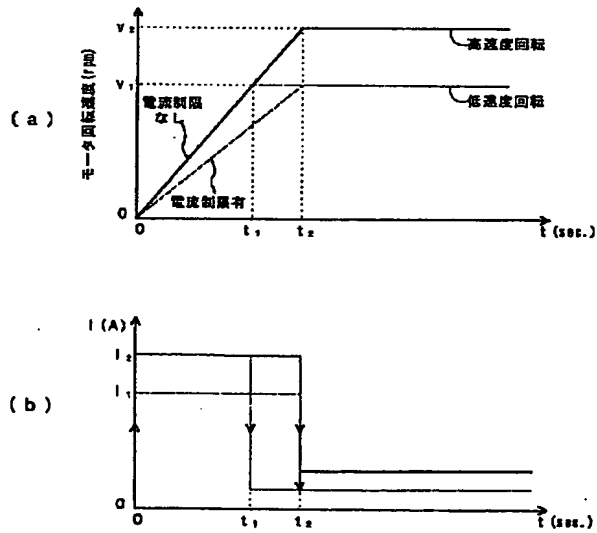 (a)
モータ回転速度(rpm)
V₂
V₁
0
電流制限
なし
電流制限有
高速度回転
低速度回転
0
t₁
t₂
t (sec.)
(b)
I (A)
I₂
I₁
0
0
t₁
t₂
t (sec.)